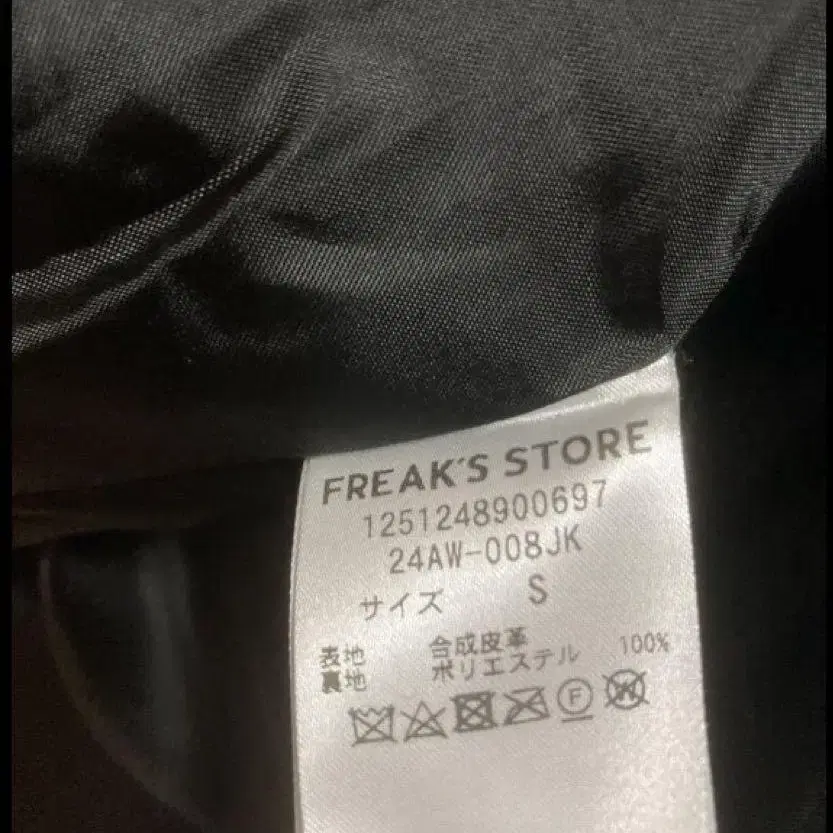 FREAK'S STORE
1251248900697
24AW-008JK
サイズ S
表地 合成皮革
裏地 ポリエステル 100%
F
W